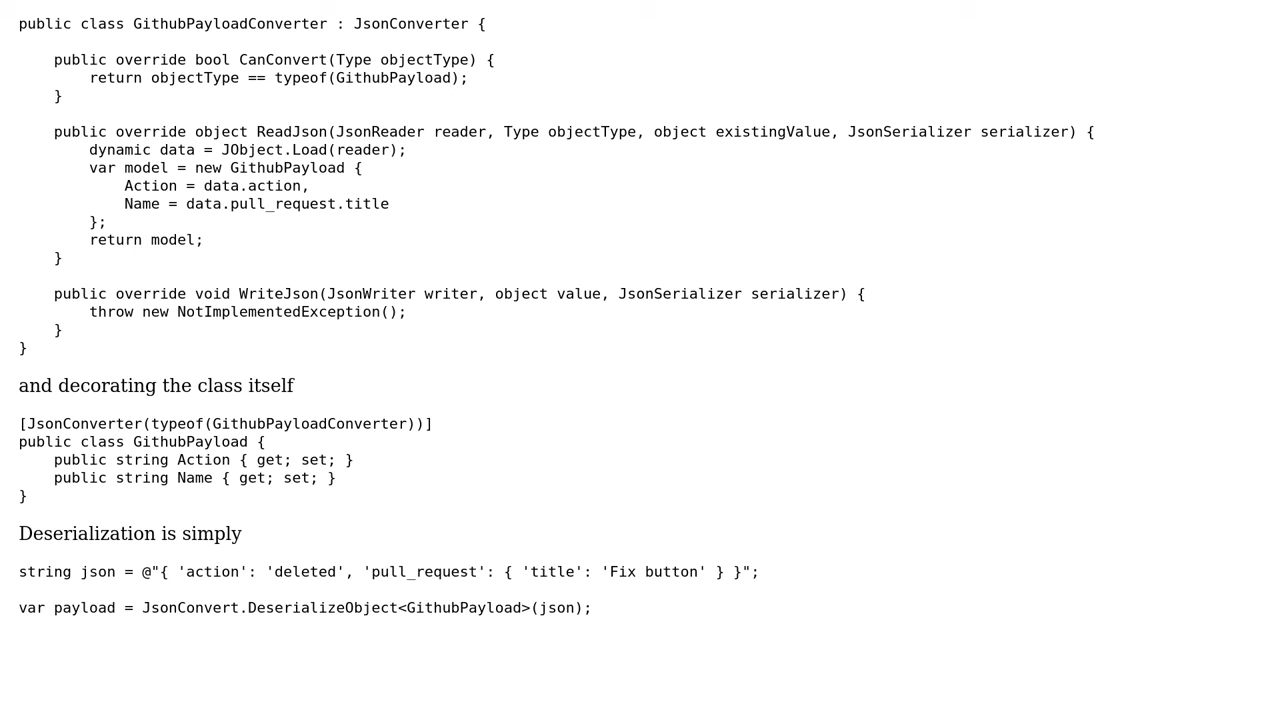 public class GithubPayloadConverter : JsonConverter {

    public override bool CanConvert(Type objectType) {
        return objectType == typeof(GithubPayload);
    }

    public override object ReadJson(JsonReader reader, Type objectType, object existingValue, JsonSerializer serializer) {
        dynamic data = JObject.Load(reader);
        var model = new GithubPayload {
            Action = data.action,
            Name = data.pull_request.title
        };
        return model;
    }

    public override void WriteJson(JsonWriter writer, object value, JsonSerializer serializer) {
        throw new NotImplementedException();
    }
}

and decorating the class itself

[JsonConverter(typeof(GithubPayloadConverter))]
public class GithubPayload {
    public string Action { get; set; }
    public string Name { get; set; }
}

Deserialization is simply

string json = @"{ 'action': 'deleted', 'pull_request': { 'title': 'Fix button' } }";

var payload = JsonConvert.DeserializeObject<GithubPayload>(json);